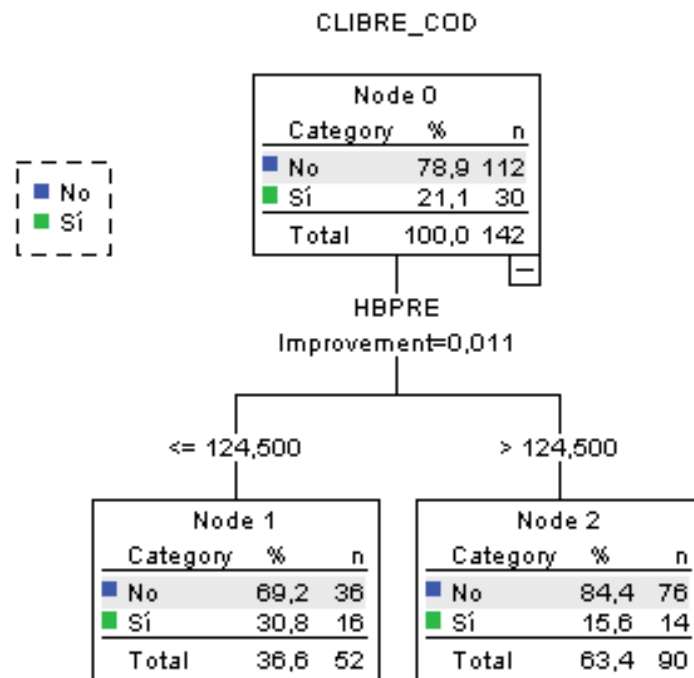 CLIBRE_COD
No
Sí
Node 0
Category % n
No 78,9 112
Sí 21,1 30
Total 100,0 142
HBPRE
Improvement=0,011
<= 124,500
> 124,500
Node 1
Category % n
No 69,2 36
Sí 30,8 16
Total 36,6 52
Node 2
Category % n
No 84,4 76
Sí 15,6 14
Total 63,4 90